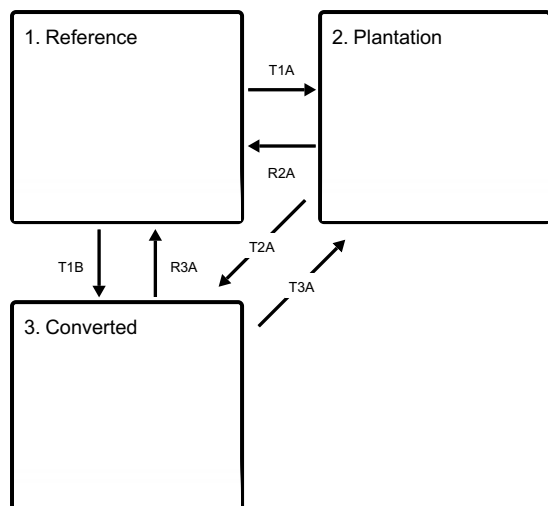 1. Reference
2. Plantation
T1A
R2A
T1B
R3A
T2A
T3A
3. Converted